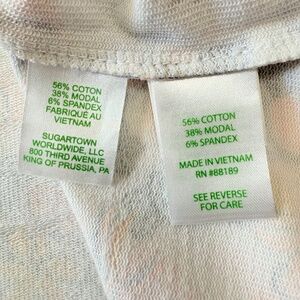 56% COTTON
38% MODAL
6% SPANDEX
FABRIQUÉ AU
VIETNAM
SUGARTOWN
WORLDWIDE, LLC
800 THIRD AVENUE
KING OF PRUSSIA, PA
56% COTTON
38% MODAL
6% SPANDEX
MADE IN VIETNAM
RN #88189
SEE REVERSE
FOR CARE